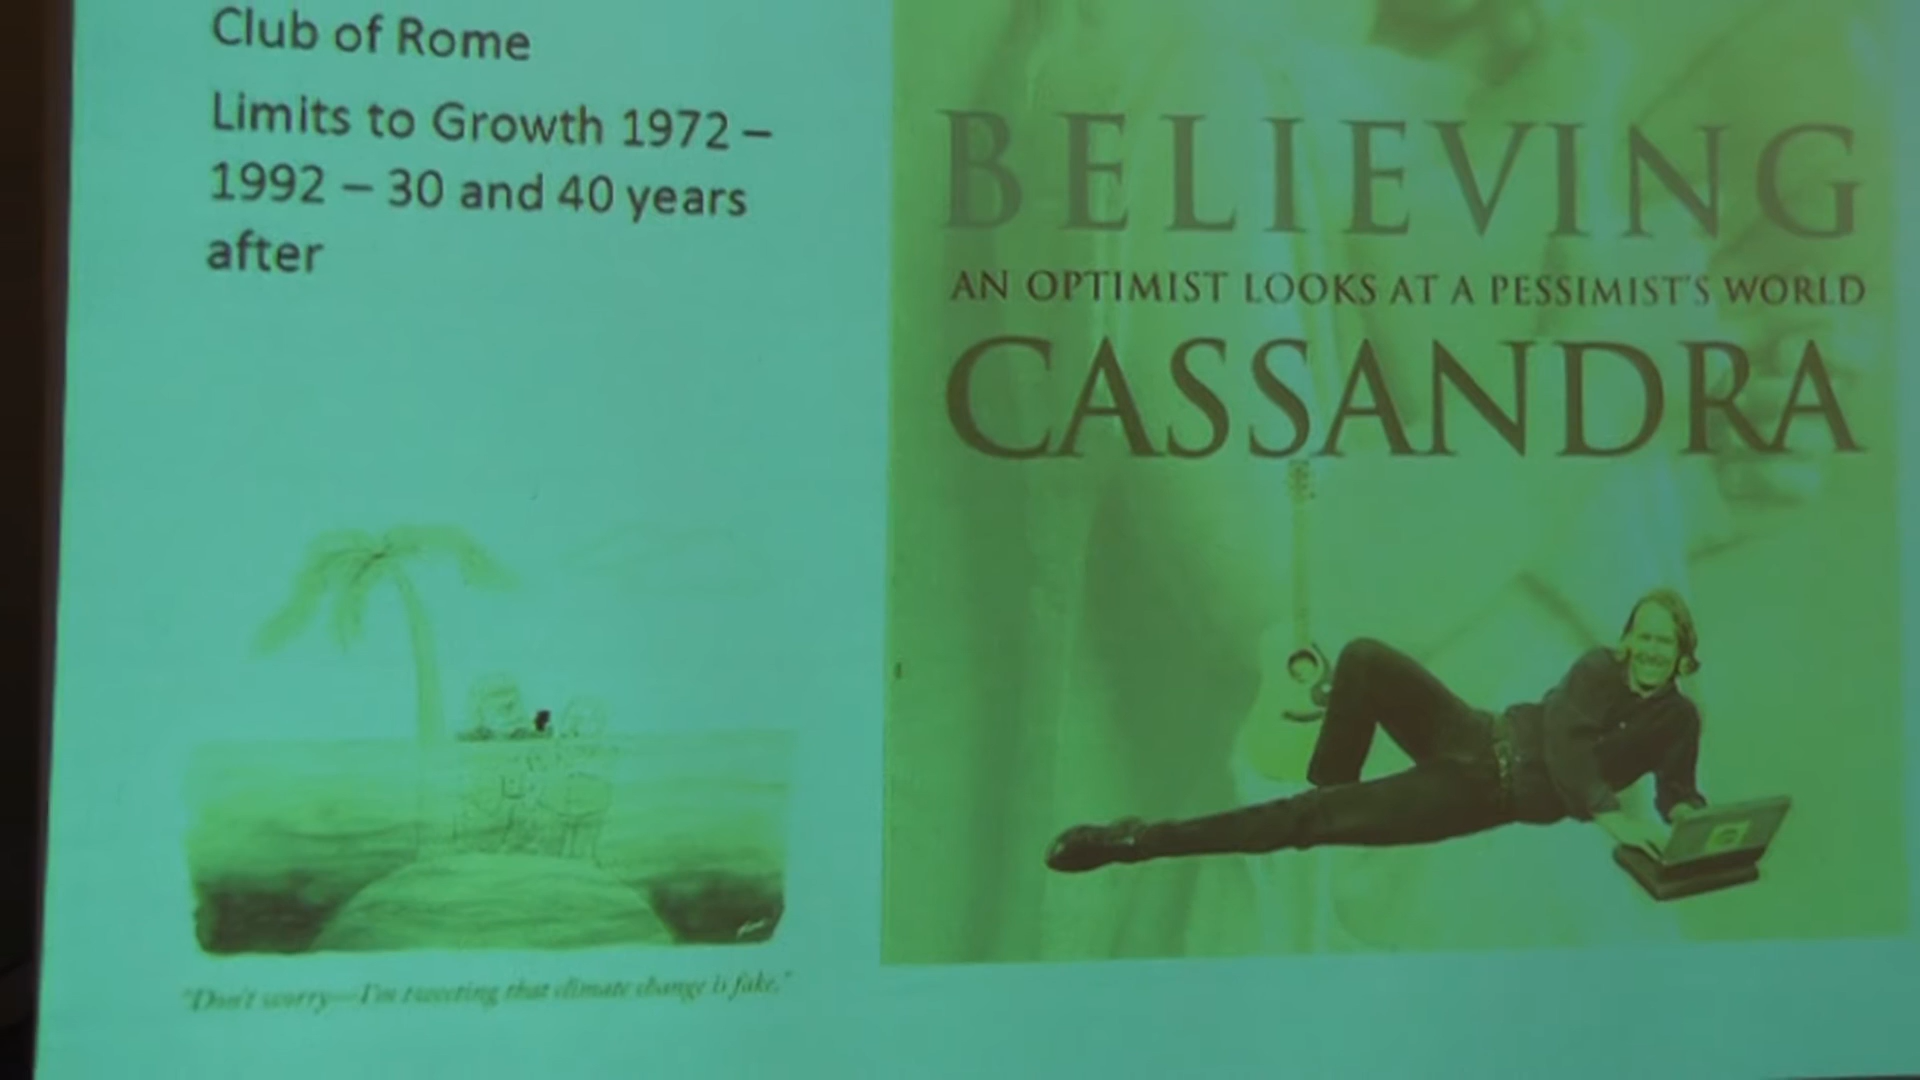 Club of Rome
Limits to Growth 1972 –
1992 – 30 and 40 years
after
BELIEVING
AN OPTIMIST LOOKS AT A PESSIMIST'S WORLD
CASSANDRA
"Don't worry—I'm tweeting that climate change is fake."